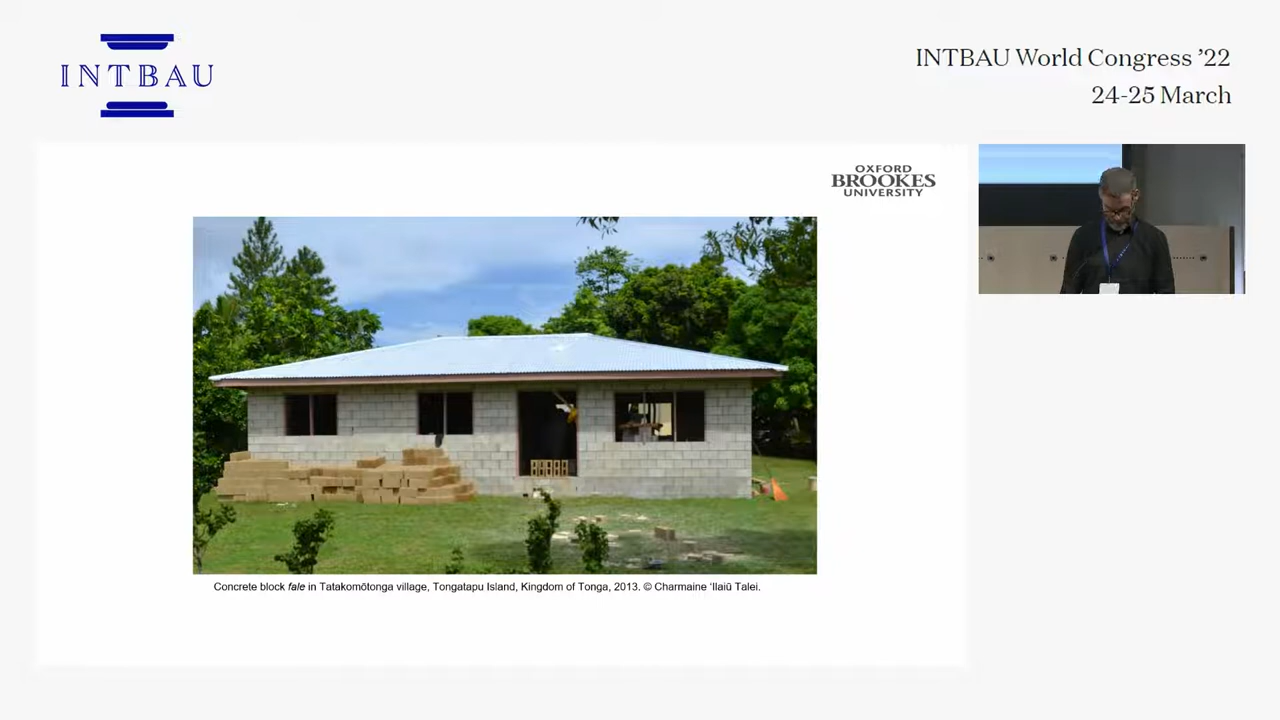 INTBAU
INTBAU World Congress ’22
24-25 March
OXFORD
BROOKES
UNIVERSITY
Concrete block fale in Tatakomōtonga village, Tongatapu Island, Kingdom of Tonga, 2013. © Charmaine ‘Ilaiū Talei.